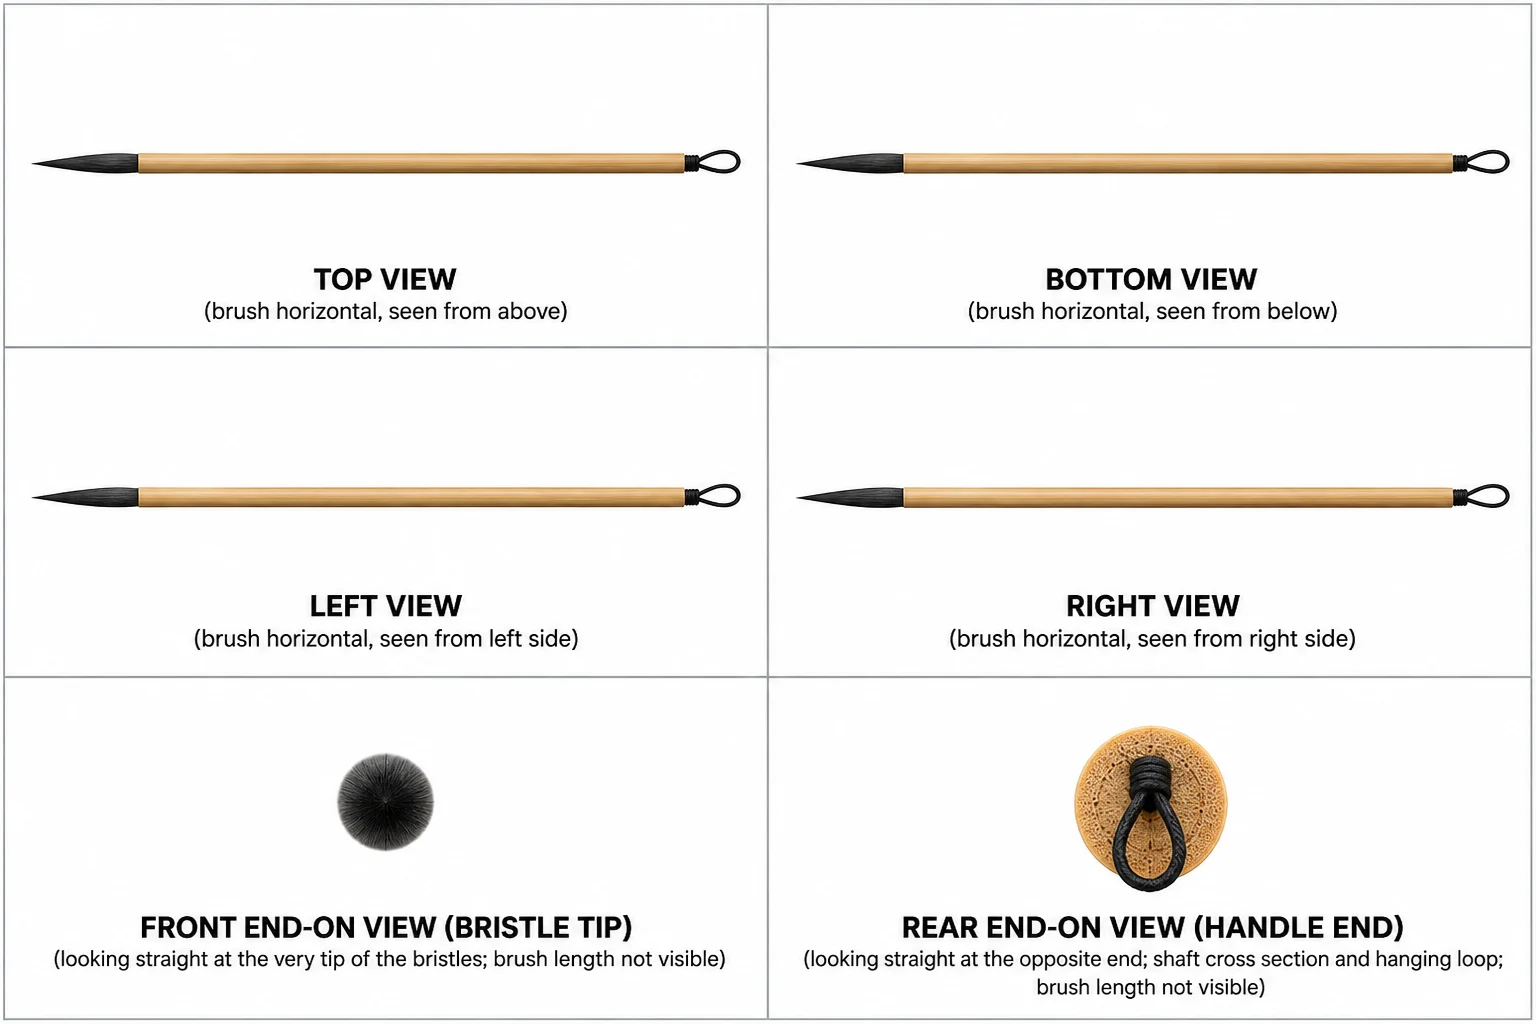 TOP VIEW
(brush horizontal, seen from above)
BOTTOM VIEW
(brush horizontal, seen from below)
LEFT VIEW
(brush horizontal, seen from left side)
RIGHT VIEW
(brush horizontal, seen from right side)
FRONT END-ON VIEW (BRISTLE TIP)
(looking straight at the very tip of the bristles; brush length not visible)
REAR END-ON VIEW (HANDLE END)
(looking straight at the opposite end; shaft cross section and hanging loop;
brush length not visible)